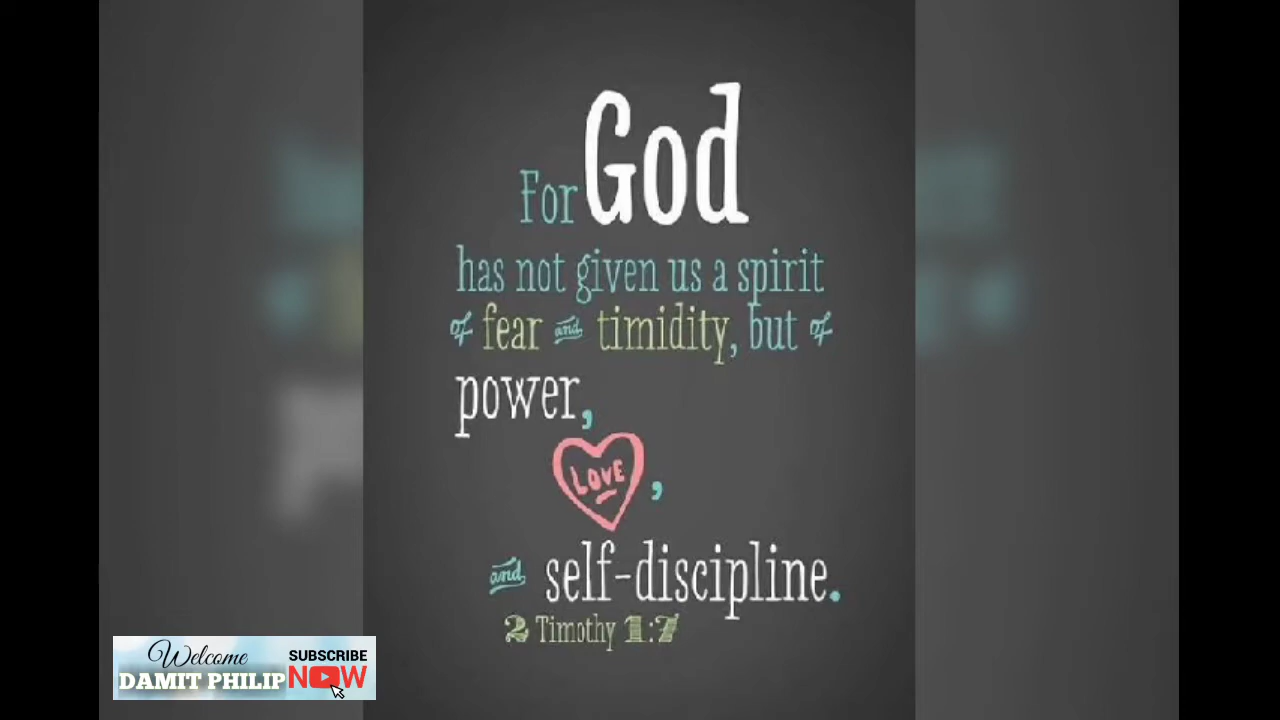 For God
has not given us a spirit
of fear and timidity, but of
power,
LOVE,
and self-discipline.
2 Timothy 1:7
Welcome
DAMIT PHILIP
SUBSCRIBE
NOW